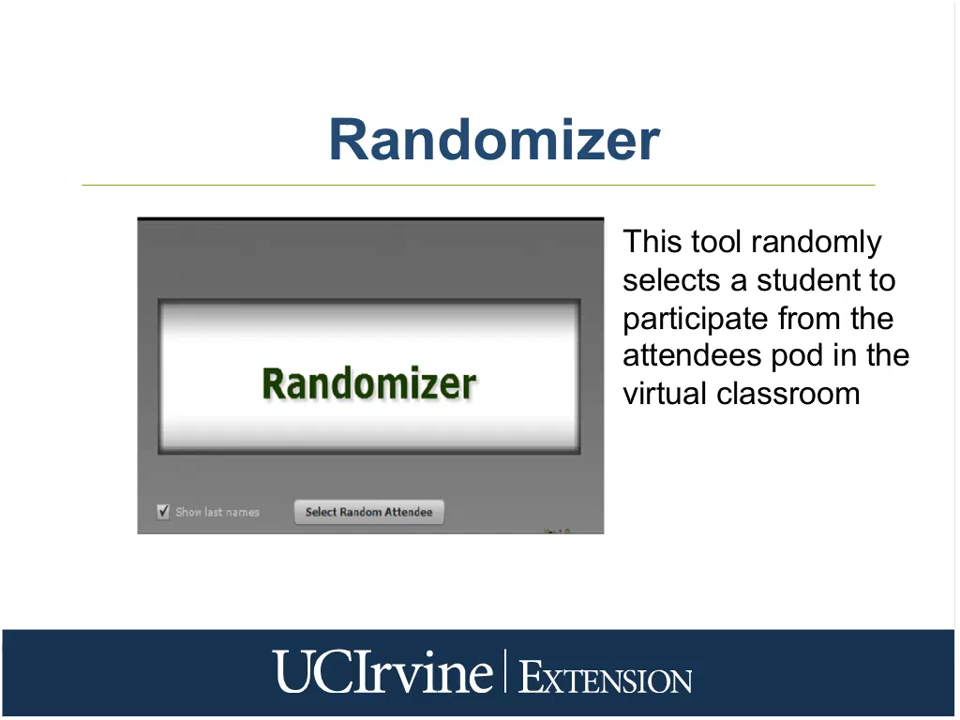 Randomizer
This tool randomly
selects a student to
participate from the
attendees pod in the
virtual classroom
Randomizer
Show last names
Select Random Attendee
UCIrvine | EXTENSION